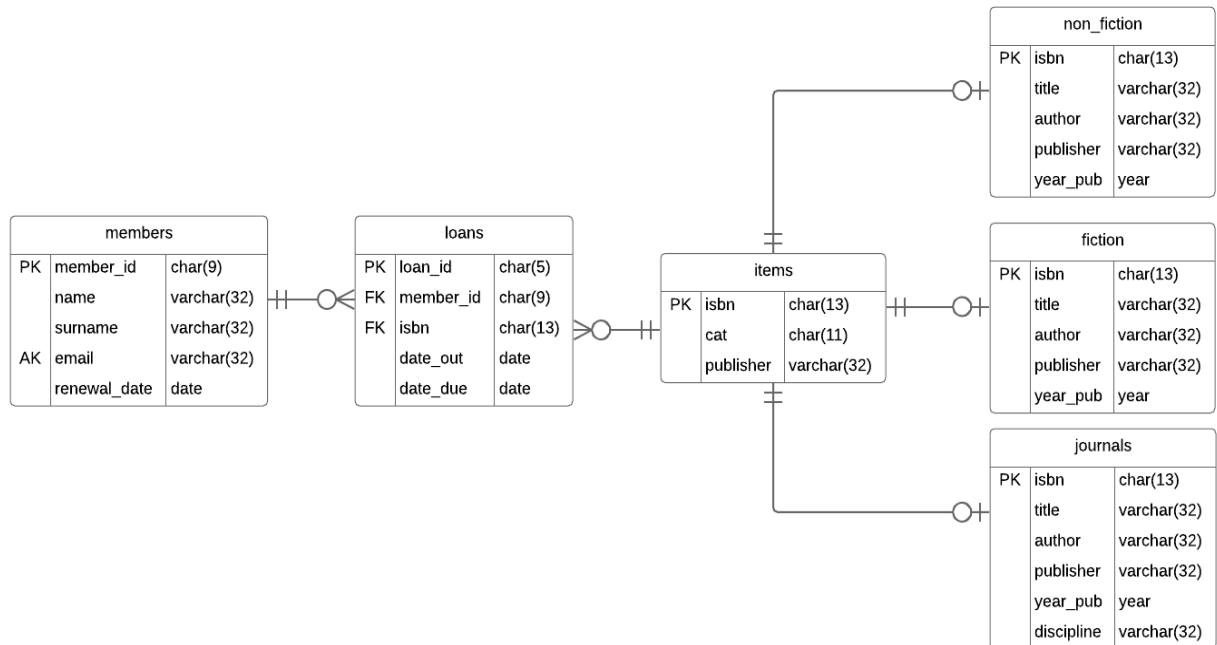 non_fiction
PK isbn char(13)
title varchar(32)
author varchar(32)
publisher varchar(32)
year_pub year
members
PK member_id char(9)
name varchar(32)
surname varchar(32)
AK email varchar(32)
renewal_date date
loans
PK loan_id char(5)
FK member_id char(9)
FK isbn char(13)
date_out date
date_due date
items
PK isbn char(13)
cat char(11)
publisher varchar(32)
fiction
PK isbn char(13)
title varchar(32)
author varchar(32)
publisher varchar(32)
year_pub year
journals
PK isbn char(13)
title varchar(32)
author varchar(32)
publisher varchar(32)
year_pub year
discipline varchar(32)